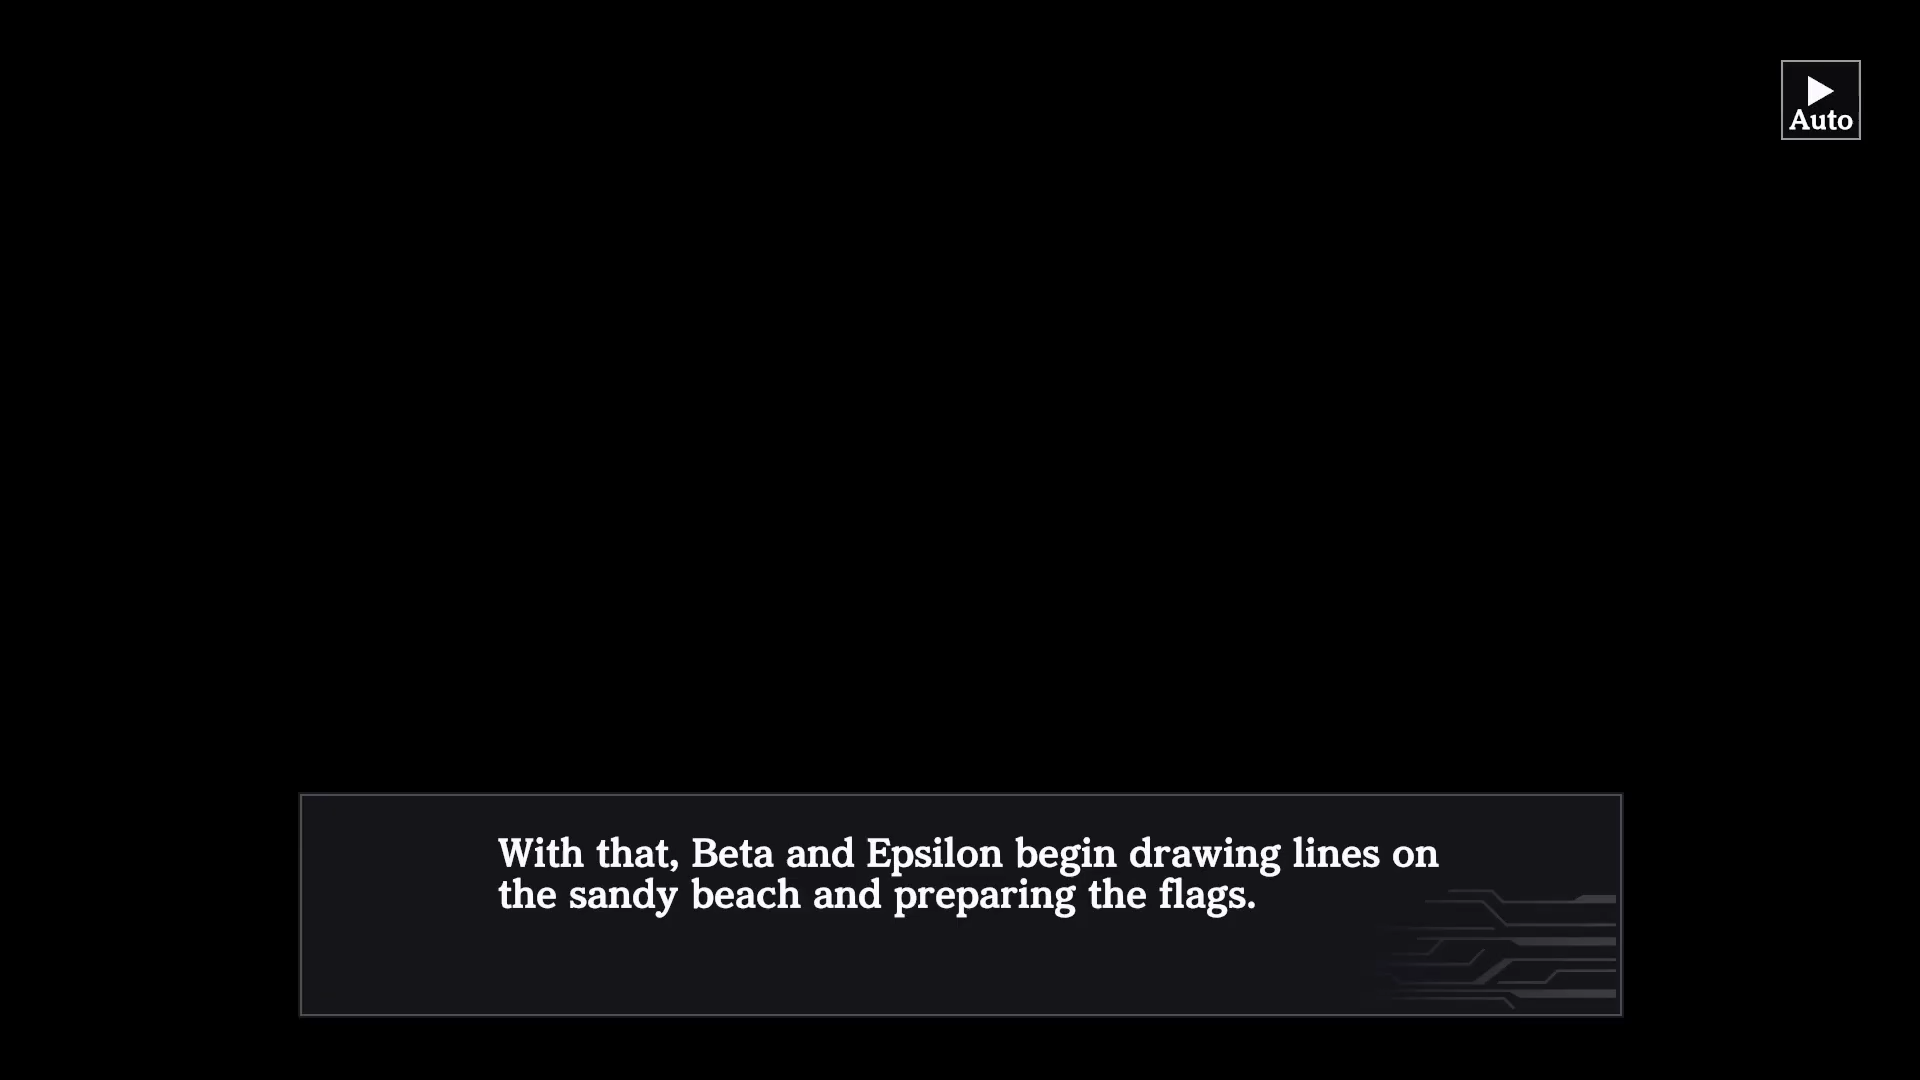 Auto
With that, Beta and Epsilon begin drawing lines on
the sandy beach and preparing the flags.